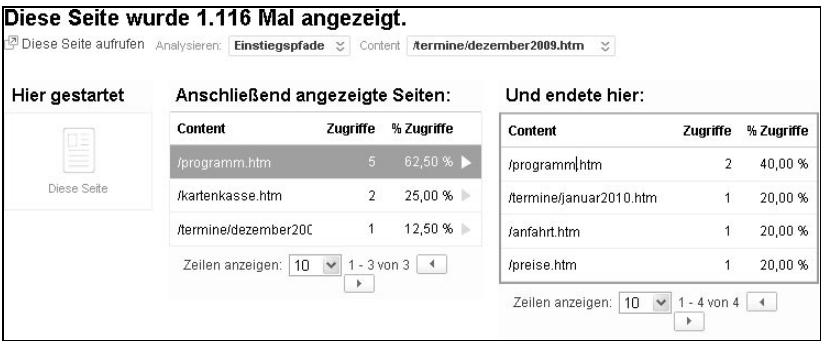 Diese Seite wurde 1.116 Mal angezeigt.
Diese Seite aufrufen Analysieren: Einstiegspfade Content /termine/dezember2009.htm
Hier gestartet
Diese Seite
Anschließend angezeigte Seiten:
Content Zugriffe % Zugriffe
/programm.htm 5 62,50 %
/kartenkasse.htm 2 25,00 %
/termine/dezember200 1 12,50 %
Zeilen anzeigen: 10 1 - 3 von 3
Und endete hier:
Content Zugriffe % Zugriffe
/programm.htm 2 40,00 %
/termine/januar2010.htm 1 20,00 %
/anfahrt.htm 1 20,00 %
/preise.htm 1 20,00 %
Zeilen anzeigen: 10 1 - 4 von 4